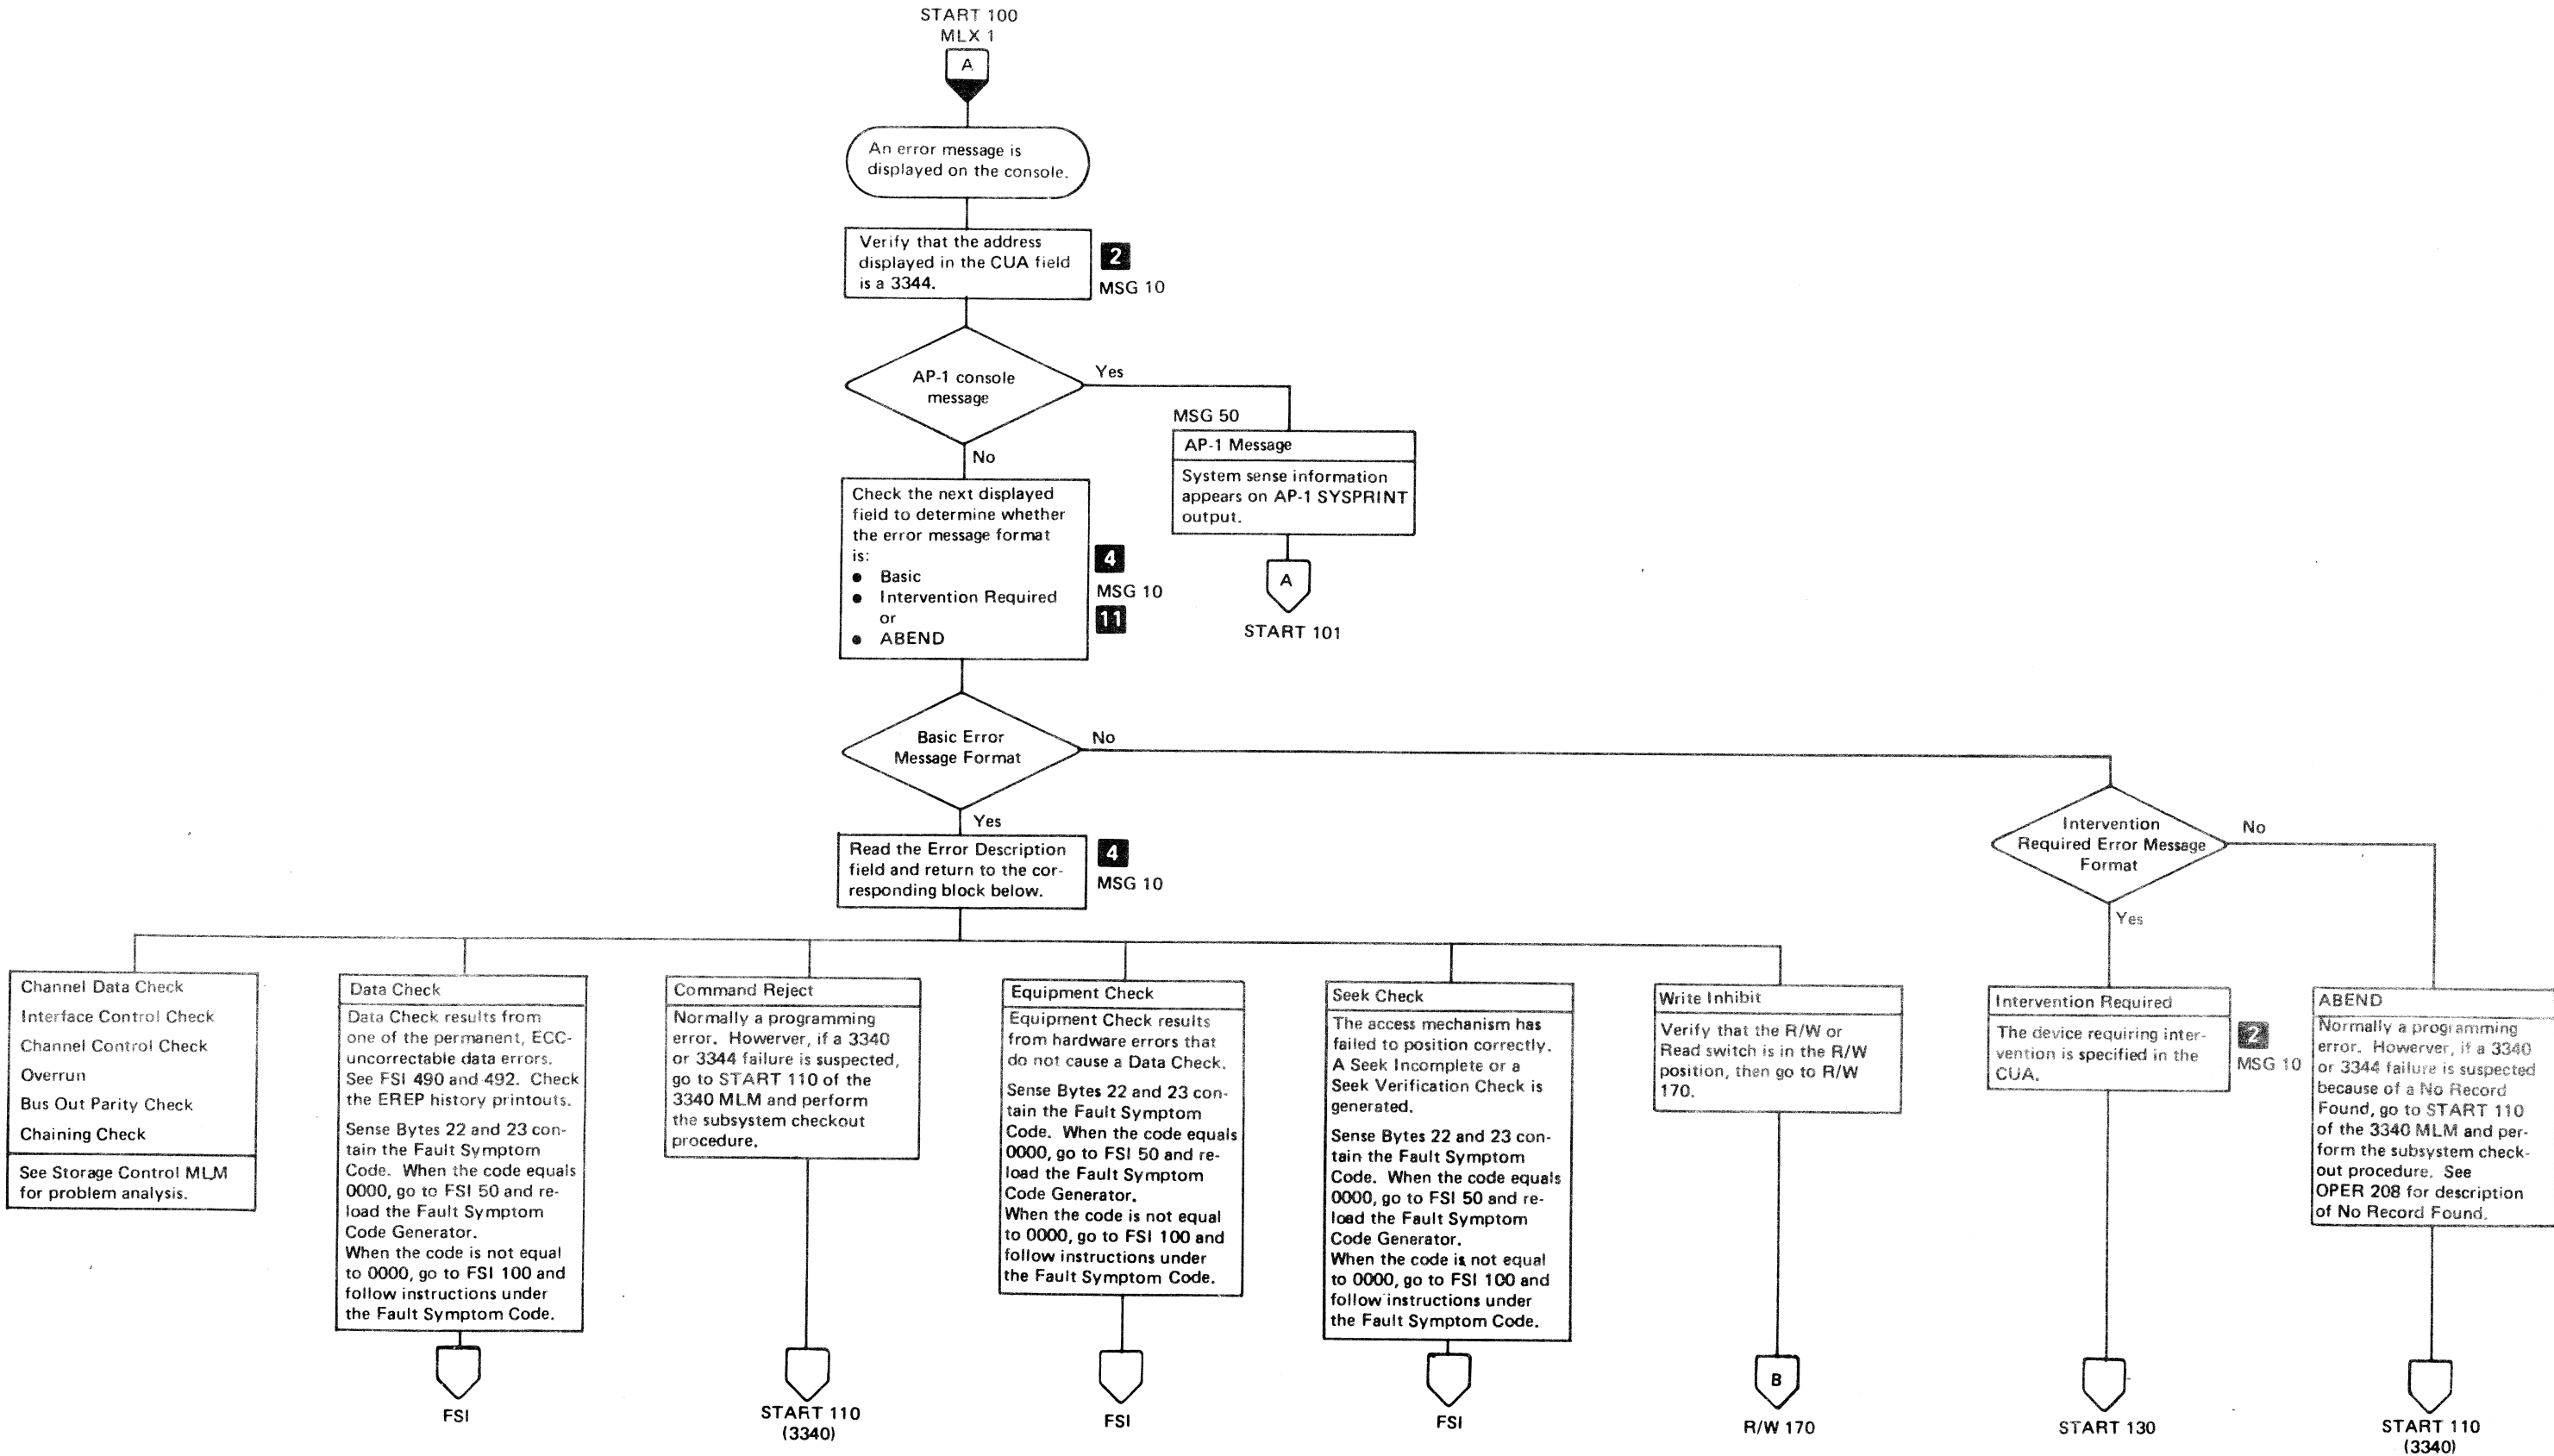 START 100
MLX 1
A
An error message is
displayed on the console.
Verify that the address
displayed in the CUA field
is a 3344.
2
MSG 10
AP-1 console
message
Yes
No
MSG 50
AP-1 Message
System sense information
appears on AP-1 SYSPRINT
output.
A
START 101
Check the next displayed
field to determine whether
the error message format
is:
● Basic
● Intervention Required
or
● ABEND
4
MSG 10
11
Basic Error
Message Format
No
Yes
Read the Error Description
field and return to the cor-
responding block below.
4
MSG 10
Intervention
Required Error Message
Format
No
Yes
Channel Data Check
Interface Control Check
Channel Control Check
Overrun
Bus Out Parity Check
Chaining Check
See Storage Control MLM
for problem analysis.
Data Check
Data Check results from
one of the permanent, ECC-
uncorrectable data errors.
See FSI 490 and 492. Check
the EREP history printouts.
Sense Bytes 22 and 23 con-
tain the Fault Symptom
Code. When the code equals
0000, go to FSI 50 and re-
load the Fault Symptom
Code Generator.
When the code is not equal
to 0000, go to FSI 100 and
follow instructions under
the Fault Symptom Code.
FSI
Command Reject
Normally a programming
error. Howerver, if a 3340
or 3344 failure is suspected,
go to START 110 of the
3340 MLM and perform
the subsystem checkout
procedure.
START 110
(3340)
Equipment Check
Equipment Check results
from hardware errors that
do not cause a Data Check.
Sense Bytes 22 and 23 con-
tain the Fault Symptom
Code. When the code equals
0000, go to FSI 50 and re-
load the Fault Symptom
Code Generator.
When the code is not equal
to 0000, go to FSI 100 and
follow instructions under
the Fault Symptom Code.
FSI
Seek Check
The access mechanism has
failed to position correctly.
A Seek Incomplete or a
Seek Verification Check is
generated.
Sense Bytes 22 and 23 con-
tain the Fault Symptom
Code. When the code equals
0000, go to FSI 50 and re-
load the Fault Symptom
Code Generator.
When the code is not equal
to 0000, go to FSI 100 and
follow instructions under
the Fault Symptom Code.
FSI
Write Inhibit
Verify that the R/W or
Read switch is in the R/W
position, then go to R/W
170.
B
R/W 170
Intervention Required
The device requiring inter-
vention is specified in the
CUA.
2
MSG 10
START 130
ABEND
Normally a programming
error. Howerver, if a 3340
or 3344 failure is suspected
because of a No Record
Found, go to START 110
of the 3340 MLM and per-
form the subsystem check-
out procedure. See
OPER 208 for description
of No Record Found.
START 110
(3340)